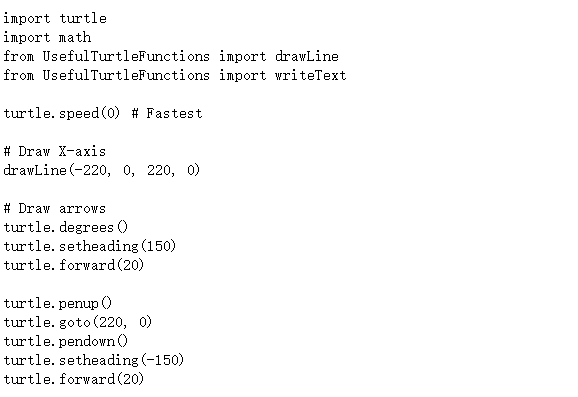 import turtle
import math
from UsefulTurtleFunctions import drawLine
from UsefulTurtleFunctions import writeText
turtle.speed(0) # Fastest
# Draw X-axis
drawLine(-220, 0, 220, 0)
# Draw arrows
turtle.degrees()
turtle.setheading(150)
turtle.forward(20)
turtle.penup()
turtle.goto(220, 0)
turtle.pendown()
turtle.setheading(-150)
turtle.forward(20)